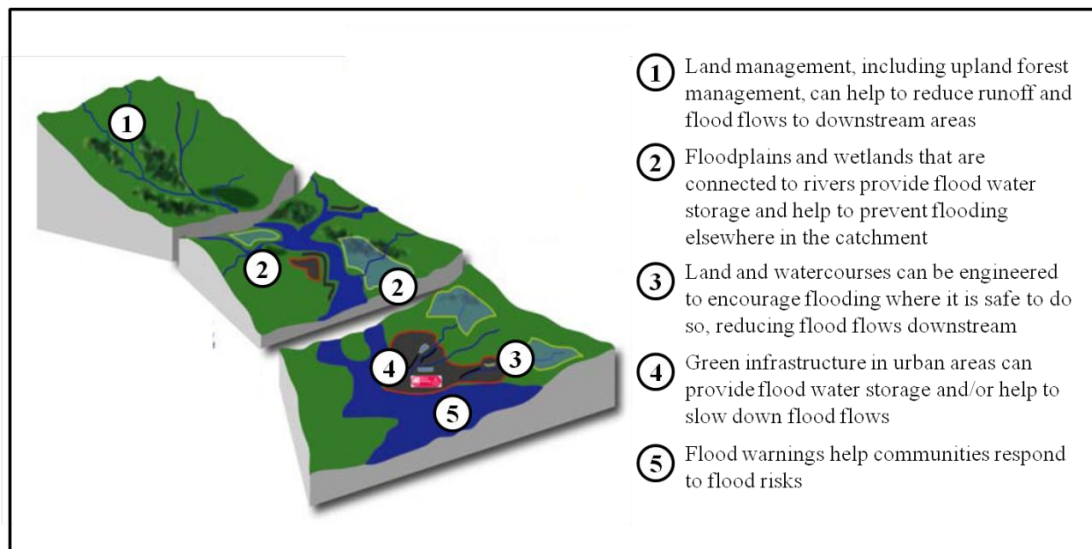 1 Land management, including upland forest
management, can help to reduce runoff and
flood flows to downstream areas
2 Floodplains and wetlands that are
connected to rivers provide flood water
storage and help to prevent flooding
elsewhere in the catchment
3 Land and watercourses can be engineered
to encourage flooding where it is safe to do
so, reducing flood flows downstream
4 Green infrastructure in urban areas can
provide flood water storage and/or help to
slow down flood flows
5 Flood warnings help communities respond
to flood risks
1
2
2
3
4
5